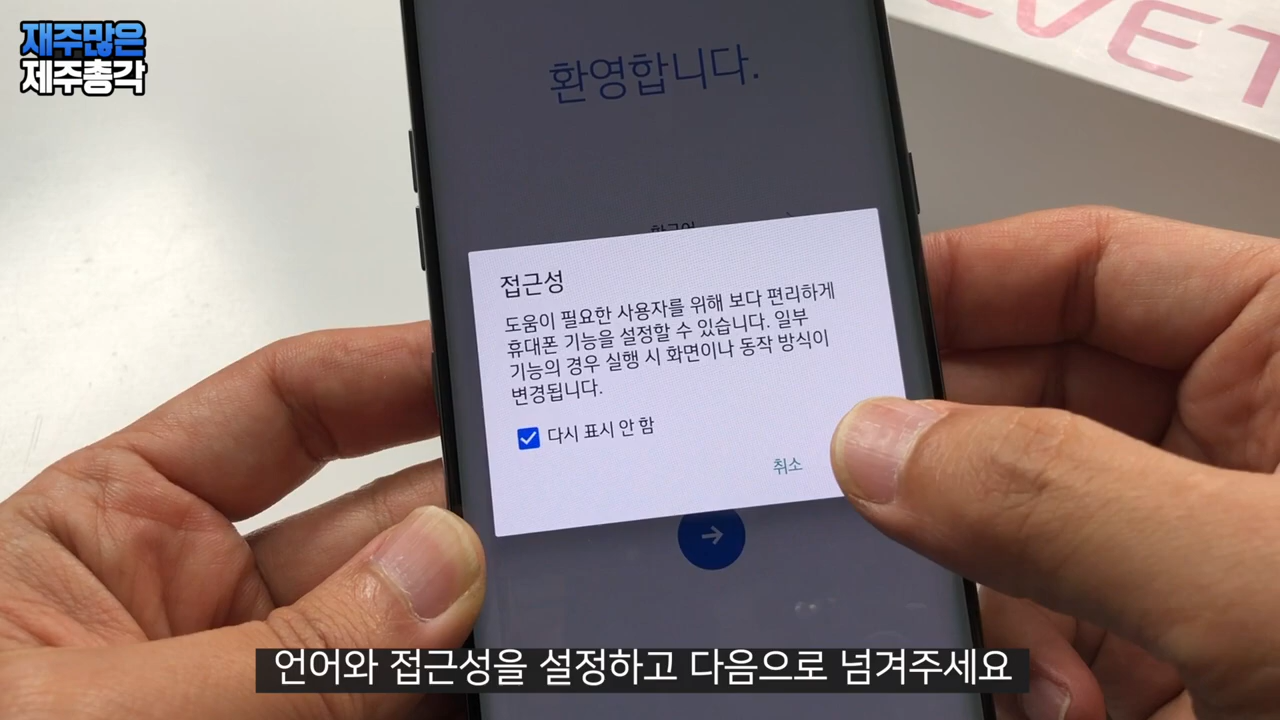 재주많은
제주총각
VET
환영합니다.
한국어
접근성
도움이 필요한 사용자를 위해 보다 편리하게
휴대폰 기능을 설정할 수 있습니다. 일부
기능의 경우 실행 시 화면이나 동작 방식이
변경됩니다.
다시 표시 안 함
취소
언어와 접근성을 설정하고 다음으로 넘겨주세요